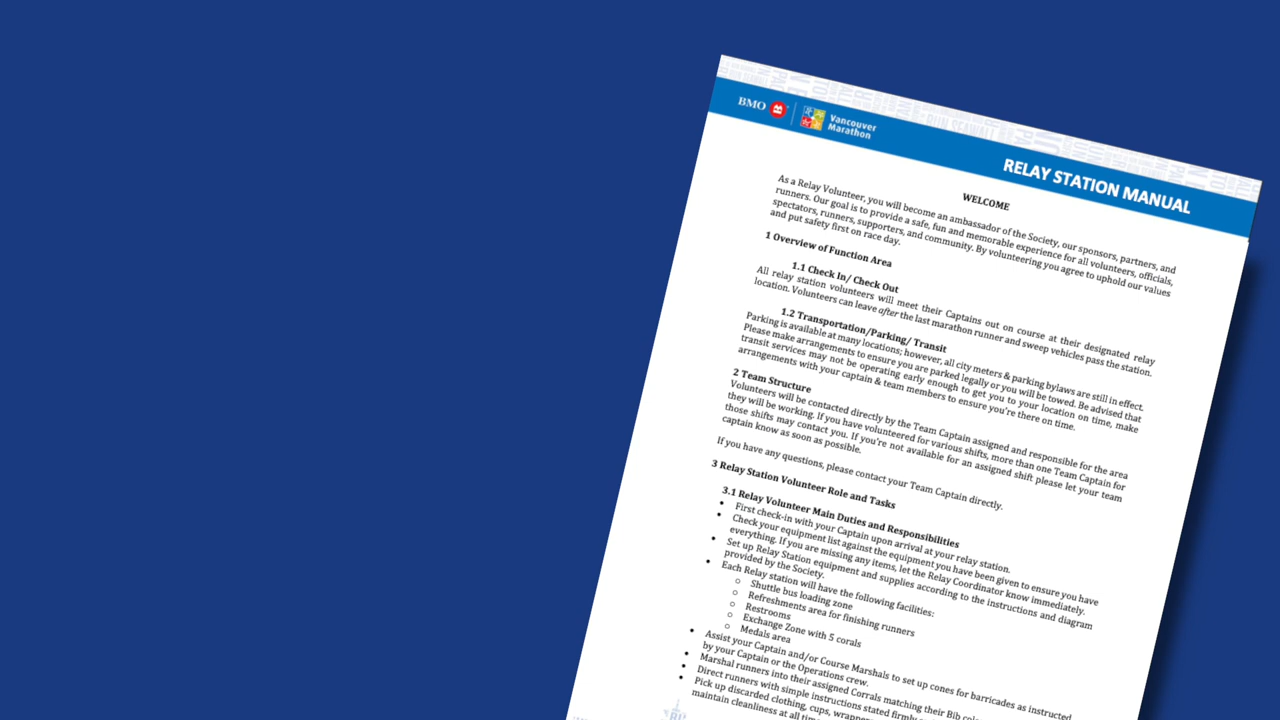 BMO
Vancouver
Marathon
RELAY STATION MANUAL
WELCOME
As a Relay Volunteer, you will become an ambassador of the Society, our sponsors, partners, and
runners. Our goal is to provide a safe, fun and memorable experience for all volunteers, officials,
spectators, runners, supporters, and community. By volunteering you agree to uphold our values
and put safety first on race day.
1 Overview of Function Area
1.1 Check In/ Check Out
All relay station volunteers will meet their Captains out on course at their designated relay
location. Volunteers can leave after the last marathon runner and sweep vehicles pass the station.
1.2 Transportation/Parking/ Transit
Parking is available at many locations; however, all city meters & parking bylaws are still in effect.
Please make arrangements to ensure you are parked legally or you will be towed. Be advised that
transit services may not be operating early enough to get you to your location on time, make
arrangements with your captain & team members to ensure you're there on time.
2 Team Structure
Volunteers will be contacted directly by the Team Captain assigned and responsible for the area
they will be working. If you have volunteered for various shifts, more than one Team Captain for
those shifts may contact you. If you're not available for an assigned shift please let your team
captain know as soon as possible.
If you have any questions, please contact your Team Captain directly.
3 Relay Station Volunteer Role and Tasks
3.1 Relay Volunteer Main Duties and Responsibilities
• First check-in with your Captain upon arrival at your relay station.
• Check your equipment list against the equipment you have been given to ensure you have
everything. If you are missing any items, let the Relay Coordinator know immediately.
• Set up Relay Station equipment and supplies according to the instructions and diagram
provided by the Society.
• Each Relay station will have the following facilities:
o Shuttle bus loading zone
o Refreshments area for finishing runners
o Restrooms
o Exchange Zone with 5 corals
o Medals area
• Assist your Captain and/or Course Marshals to set up cones for barricades as instructed
by your Captain or the Operations crew.
• Marshal runners into their assigned Corrals matching their Bib
• Direct runners with simple instructions stated firmly
• Pick up discarded clothing, cups,
maintain cleanliness at all